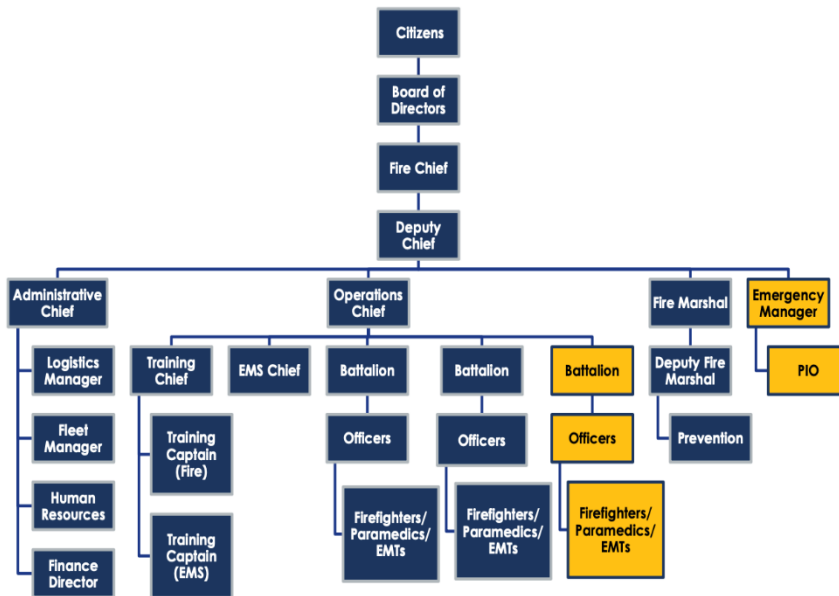 Citizens
Board of
Directors
Fire Chief
Deputy
Chief
Administrative
Chief
Operations
Chief
Fire Marshal
Emergency
Manager
Logistics
Manager
Training
Chief
EMS Chief
Battalion
Battalion
Battalion
Deputy Fire
Marshal
PIO
Fleet
Manager
Training
Captain
(Fire)
Officers
Officers
Officers
Prevention
Human
Resources
Firefighters/
Paramedics/
EMTs
Firefighters/
Paramedics/
EMTs
Firefighters/
Paramedics/
EMTs
Finance
Director
Training
Captain
(EMS)